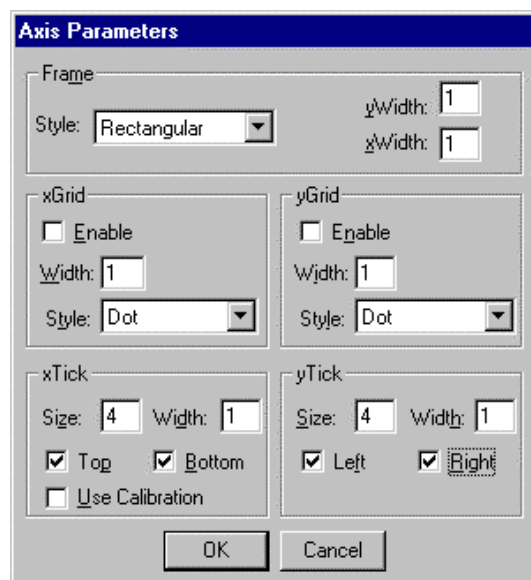 Axis Parameters
Frame
Style: Rectangular
yWidth: 1
xWidth: 1
xGrid
Enable
Width: 1
Style: Dot
yGrid
Enable
Width: 1
Style: Dot
xTick
Size: 4 Width: 1
Top Bottom
Use Calibration
yTick
Size: 4 Width: 1
Left Right
OK Cancel